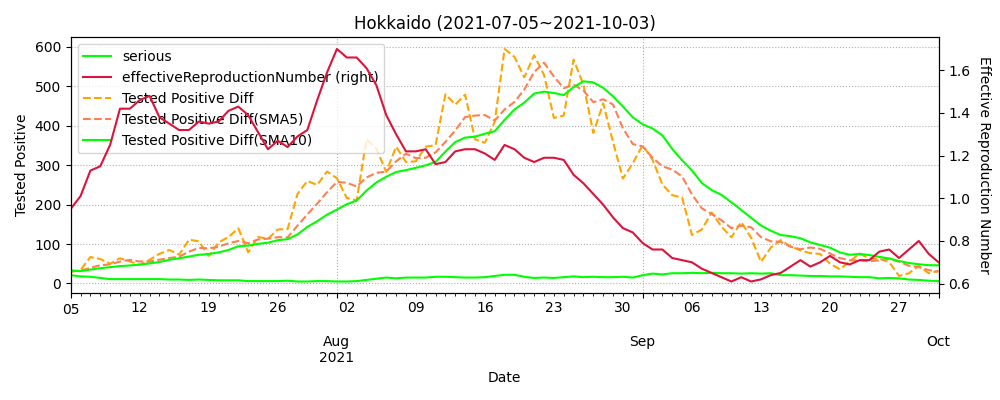 Hokkaido (2021-07-05~2021-10-03)
serious
effectiveReproductionNumber (right)
Tested Positive Diff
Tested Positive Diff(SMA5)
Tested Positive Diff(SMA10)
Tested Positive
600
500
400
300
200
100
0
1.6
1.4
1.2
1.0
0.8
0.6
Effective Reproduction Number
05 12 19 26 02 09 16 23 30 06 13 20 27
Aug Sep Oct
2021
Date